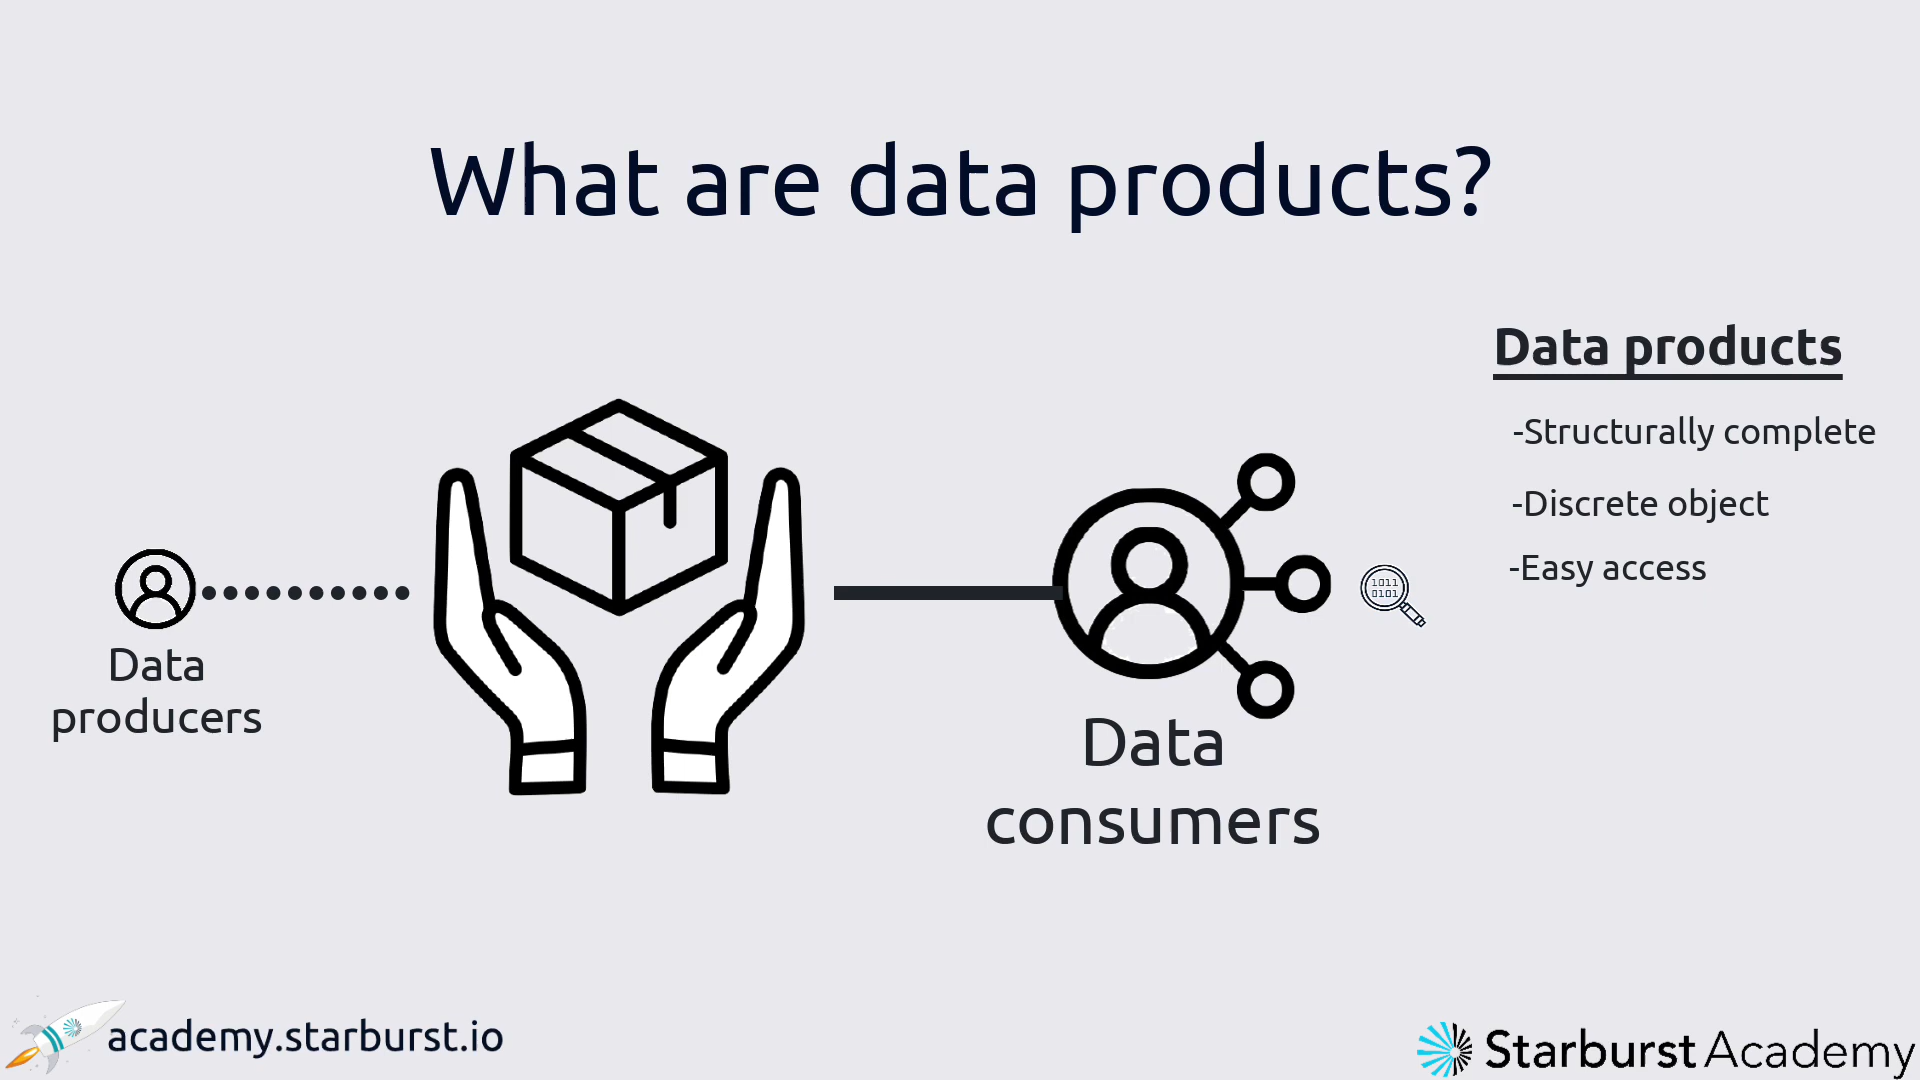 What are data products?
Data products
-Structurally complete
-Discrete object
-Easy access
1011
0101
Data
producers
Data
consumers
academy.starburst.io
Starburst Academy